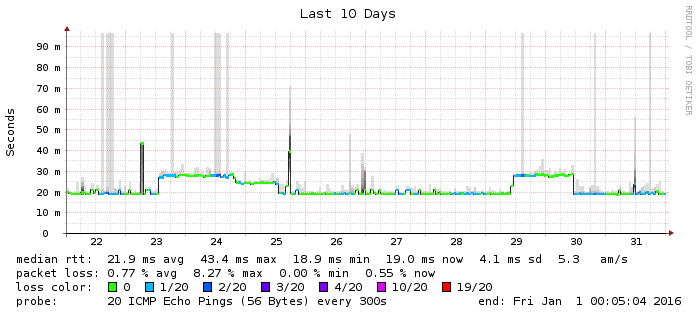 Last 10 Days
RRDTOOL / TOBI OETIKER
Seconds
90 m
80 m
70 m
60 m
50 m
40 m
30 m
20 m
10 m
0
22 23 24 25 26 27 28 29 30 31
median rtt: 21.9 ms avg 43.4 ms max 18.9 ms min 19.0 ms now 4.1 ms sd 5.3 am/s
packet loss: 0.77 % avg 8.27 % max 0.00 % min 0.55 % now
loss color: 0 1/20 2/20 3/20 4/20 10/20 19/20
probe: 20 ICMP Echo Pings (56 Bytes) every 300s end: Fri Jan 1 00:05:04 2016